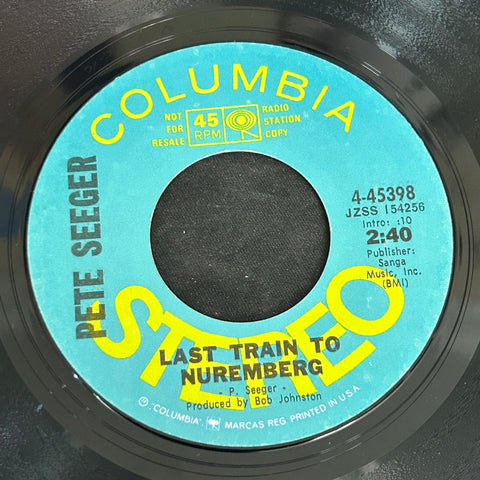 COLUMBIA
NOT
FOR
RESALE
45
RPM
RADIO
STATION
COPY
PETE SEEGER
4-45398
JZSS 154256
Intro: :10
2:40
Publisher:
Sanga
Music, Inc.
(BMI)
STEREO
LAST TRAIN TO
NUREMBERG
- P. Seeger -
Produced by Bob Johnston
Ⓟ "COLUMBIA" MARCAS REG. PRINTED IN U.S.A.